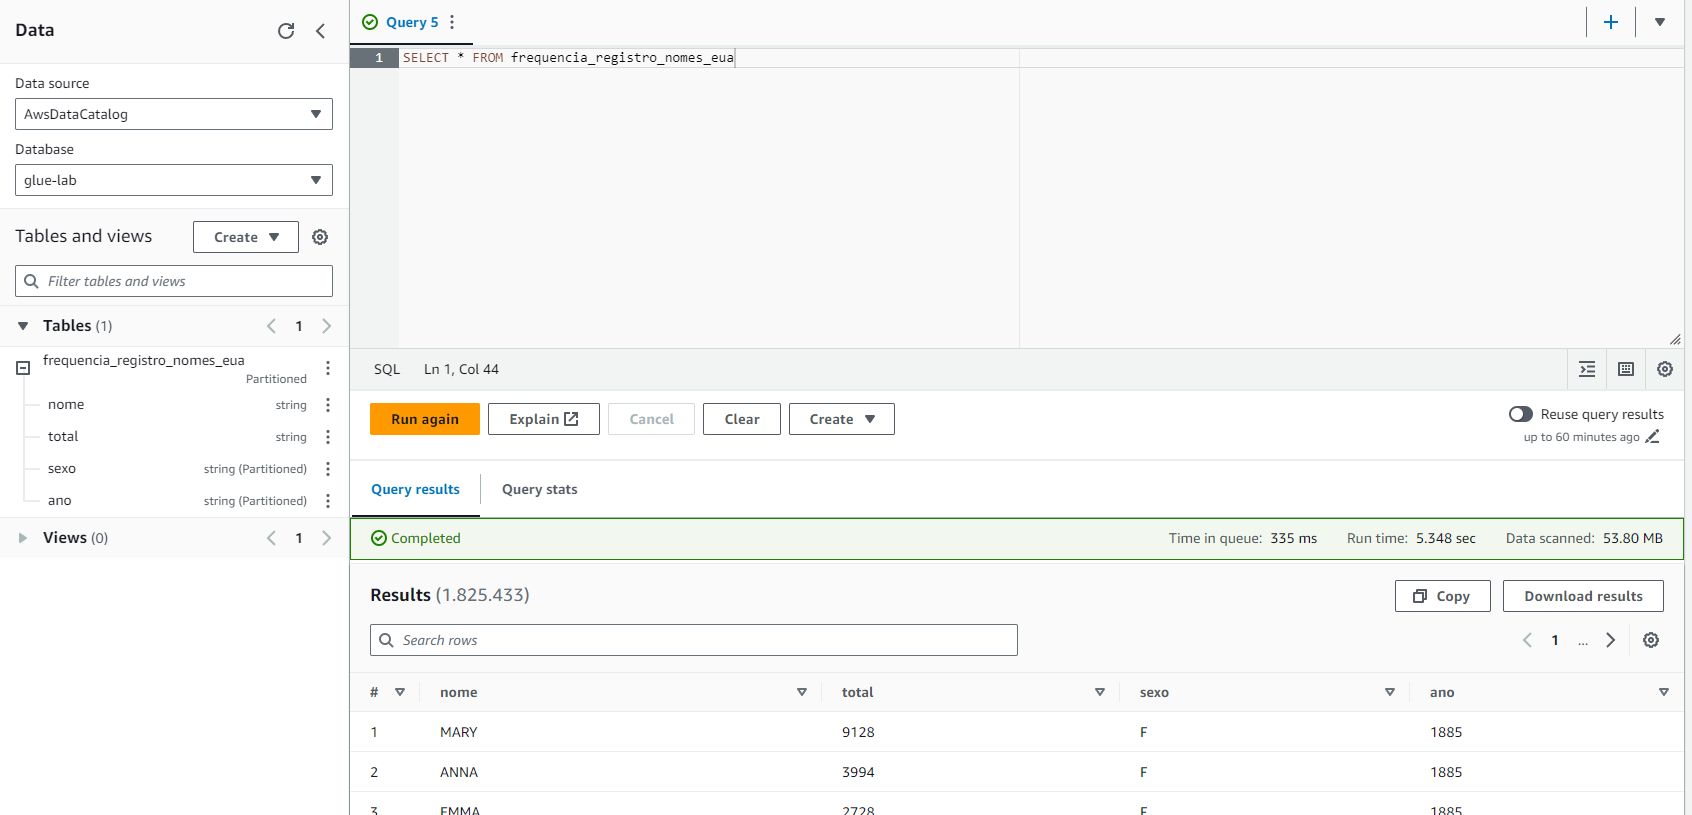 Data
Data source
AwsDataCatalog
Database
glue-lab
Tables and views
Create
Filter tables and views
Tables (1)
1
frequencia_registro_nomes_eua
Partitioned
nome string
total string
sexo string (Partitioned)
ano string (Partitioned)
Views (0)
1
Query 5
1 SELECT * FROM frequencia_registro_nomes_eua
SQL Ln 1, Col 44
Run again Explain Cancel Clear Create
Reuse query results
up to 60 minutes ago
Query results Query stats
Completed Time in queue: 335 ms Run time: 5.348 sec Data scanned: 53.80 MB
Results (1.825.433) Copy Download results
Search rows 1 ...
# nome total sexo ano
1 MARY 9128 F 1885
2 ANNA 3994 F 1885
3 EMMA 2728 F 1885